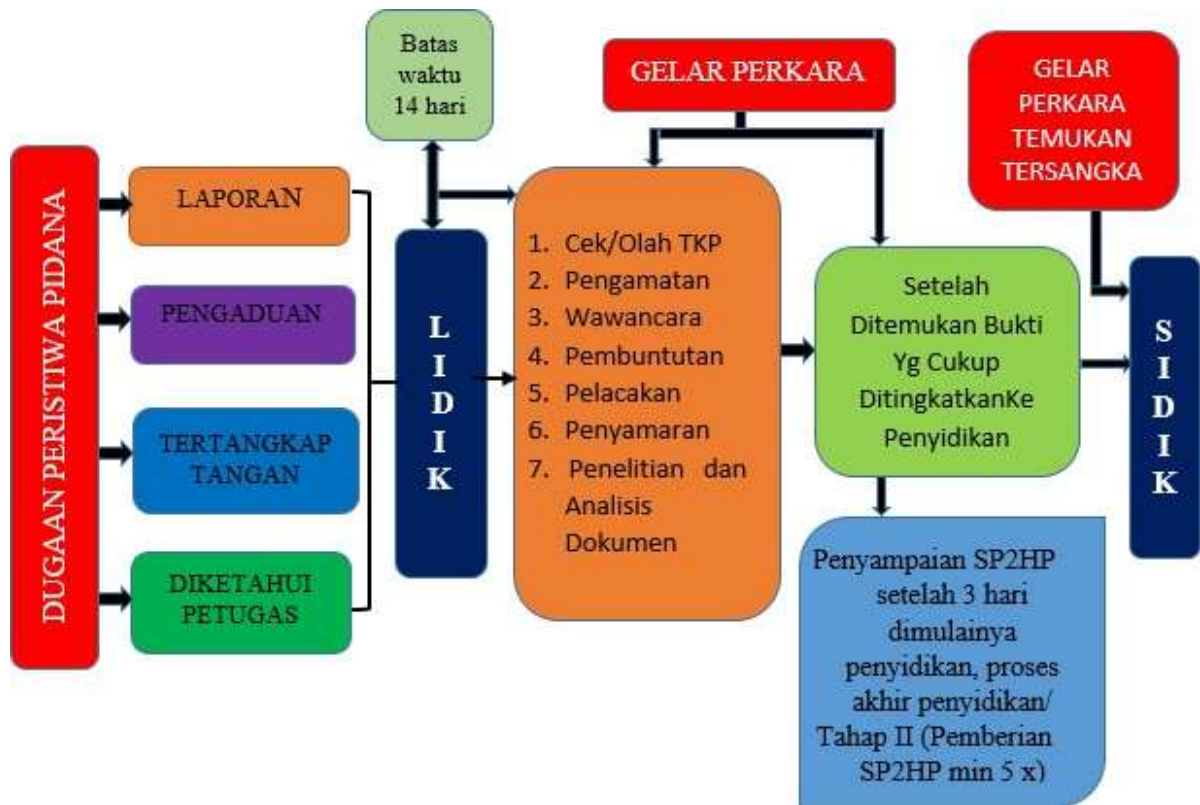 DUGAAN PERISTIWA PIDANA
LAPORAN
PENGADUAN
TERTANGKAP
TANGAN
DIKETAHUI
PETUGAS
Batas
waktu
14 hari
LIDIK
GELAR PERKARA
1. Cek/Olah TKP
2. Pengamatan
3. Wawancara
4. Pembuntutan
5. Pelacakan
6. Penyamaran
7. Penelitian dan
Analisis
Dokumen
Setelah
Ditemukan Bukti
Yg Cukup
DitingkatkanKe
Penyidikan
Penyampaian SP2HP
setelah 3 hari
dimulainya
penyidikan, proses
akhir penyidikan/
Tahap II (Pemberian
SP2HP min 5 x)
GELAR
PERKARA
TEMUKAN
TERSANGKA
SIDIK